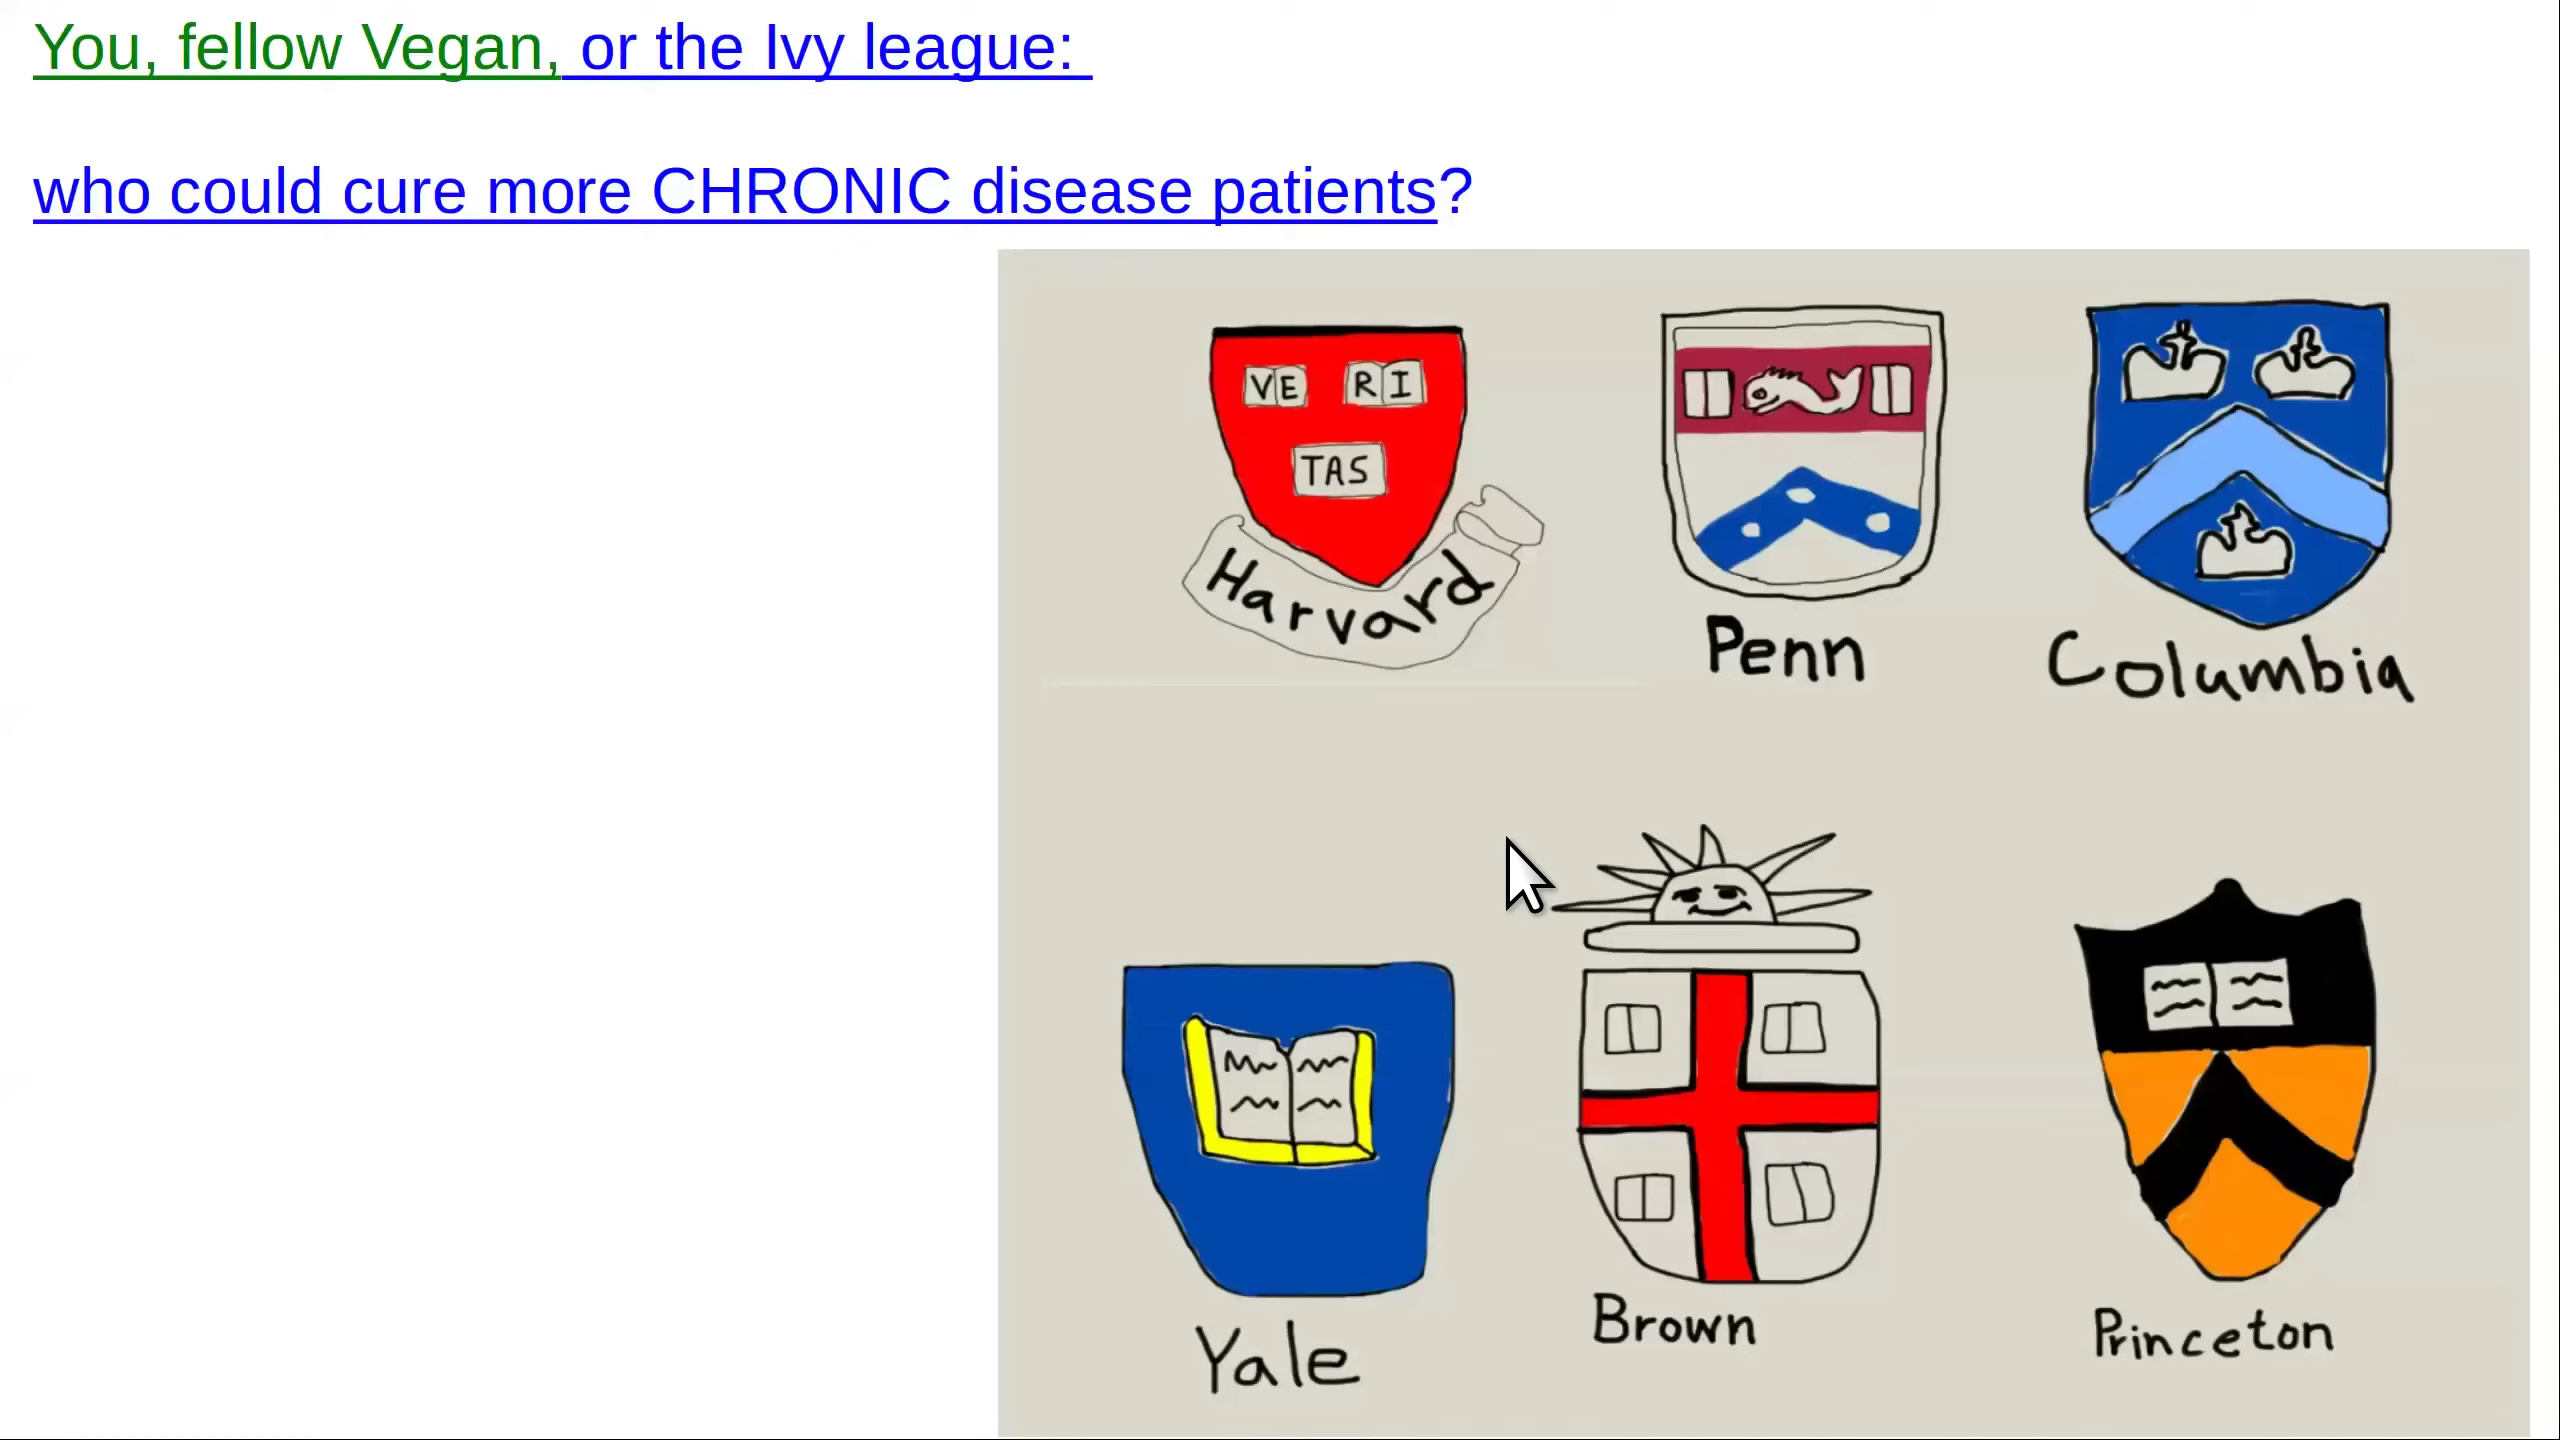 You, fellow Vegan, or the Ivy league:
who could cure more CHRONIC disease patients?
VE RI
TAS
Harvard
Penn
Columbia
Yale
Brown
Princeton